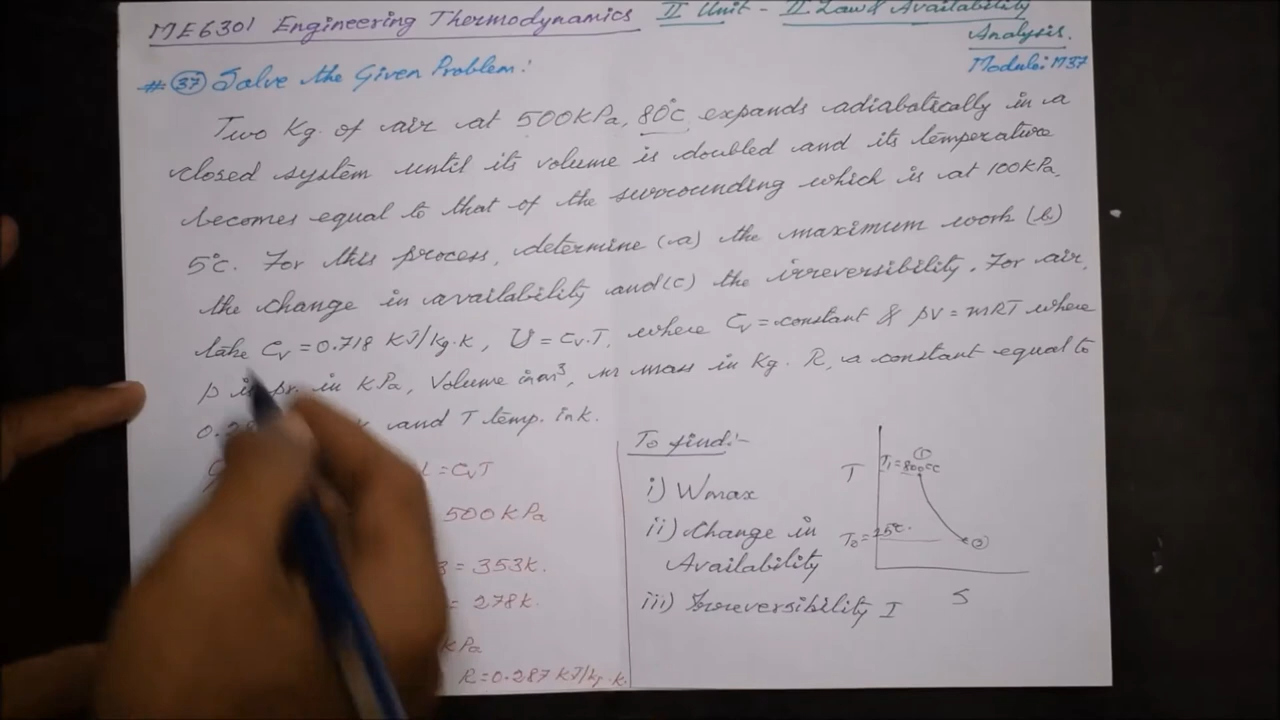 ME6301 Engineering Thermodynamics II Unit - II Law & Availability
Analysis.
Module: M37
# 37 Solve the Given Problem:
Two Kg. of air at 500kPa, 80°C expands adiabatically in a
closed system until its volume is doubled and its temperature
becomes equal to that of the surrounding which is at 100kPa,
5°C. For this process, determine (a) the maximum work (b)
the change in availability and (c) the irreversibility. For air,
take Cv = 0.718 KJ/kg.K, U = Cv.T, where Cv = constant & pV = mRT where
p is pr. in kPa, Volume in m³, m mass in Kg. R, a constant equal to
and T temp. in k.
= CvT
500 kPa
= 353k.
= 278k.
kPa
R=0.287 KJ/kg.k.
To find:-
i) Wmax
ii) Change in
Availability
iii) Irreversibility I
T
T₁=
①
T₀=
②
S